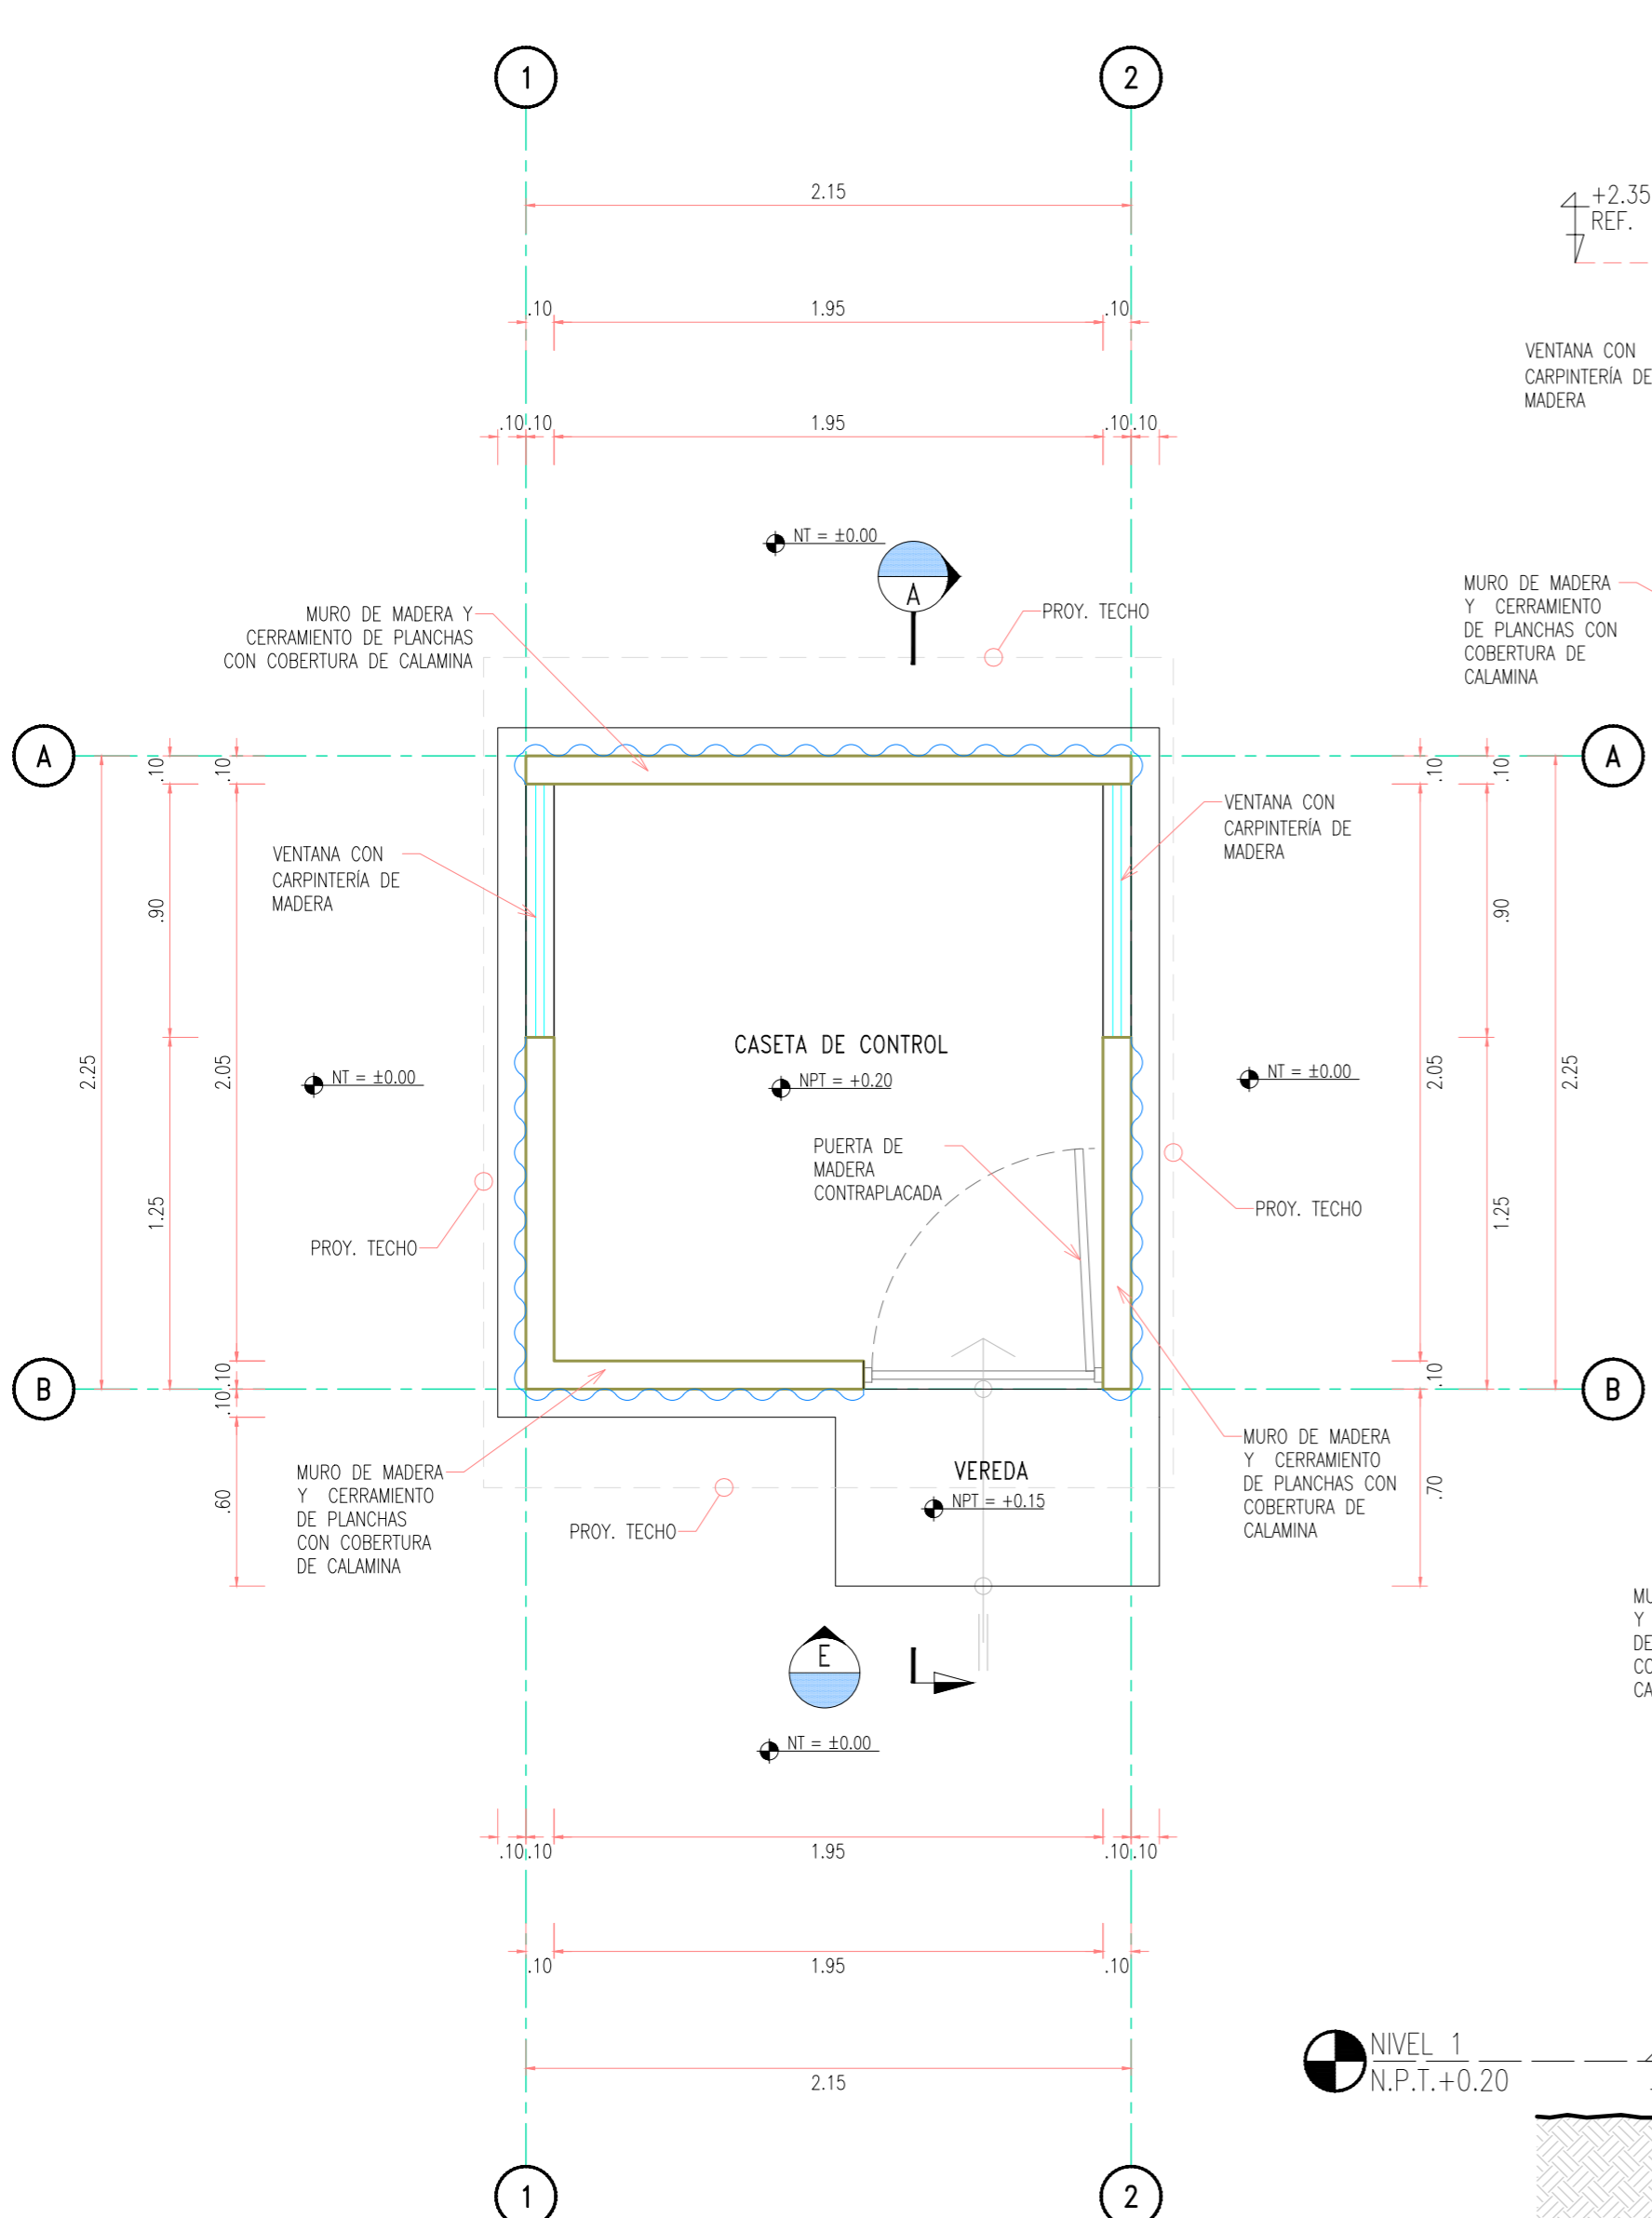 1
2
2.15
+2.35
REF.
.10
1.95
.10
VENTANA CON
CARPINTERÍA DE
MADERA
.10
.10
1.95
.10
.10
NT = ±0.00
A
PROY. TECHO
MURO DE MADERA Y
CERRAMIENTO DE PLANCHAS
CON COBERTURA DE CALAMINA
MURO DE MADERA
Y CERRAMIENTO
DE PLANCHAS CON
COBERTURA DE
CALAMINA
A
.10
.10
.10
.10
A
VENTANA CON
CARPINTERÍA DE
MADERA
VENTANA CON
CARPINTERÍA DE
MADERA
.90
.90
CASETA DE CONTROL
NPT = +0.20
2.25
2.05
NT = ±0.00
NT = ±0.00
2.05
2.25
PUERTA DE
MADERA
CONTRAPLACADA
1.25
PROY. TECHO
PROY. TECHO
1.25
B
.10
.10
.10
B
MURO DE MADERA
Y CERRAMIENTO
DE PLANCHAS
CON COBERTURA
DE CALAMINA
.60
PROY. TECHO
VEREDA
NPT = +0.15
MURO DE MADERA
Y CERRAMIENTO
DE PLANCHAS CON
COBERTURA DE
CALAMINA
.70
E
NT = ±0.00
MU
Y
DE
CO
CA
.10
.10
1.95
.10
.10
.10
1.95
.10
2.15
NIVEL 1
N.P.T.+0.20
1
2